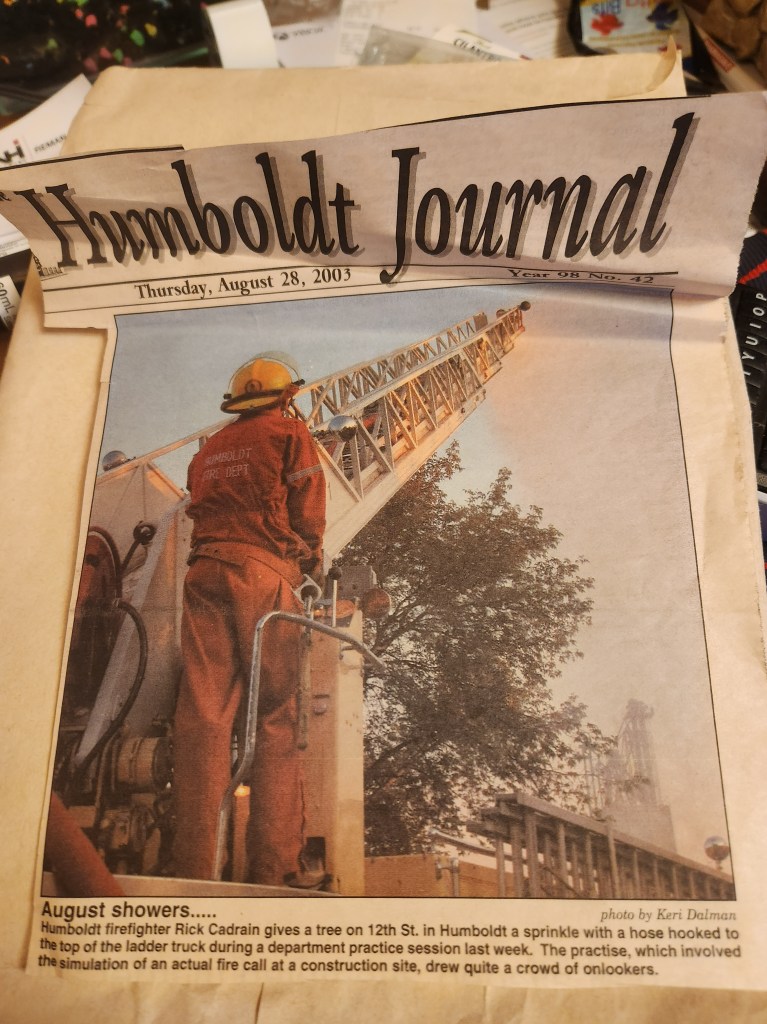 CILANTRO
Humboldt Journal
Thursday, August 28, 2003
Year 98 No. 42
HUMBOLDT
FIRE DEPT
Y U I O P
August showers.....
photo by Keri Dalman
Humboldt firefighter Rick Cadrain gives a tree on 12th St. in Humboldt a sprinkle with a hose hooked to
the top of the ladder truck during a department practice session last week. The practise, which involved
the simulation of an actual fire call at a construction site, drew quite a crowd of onlookers.